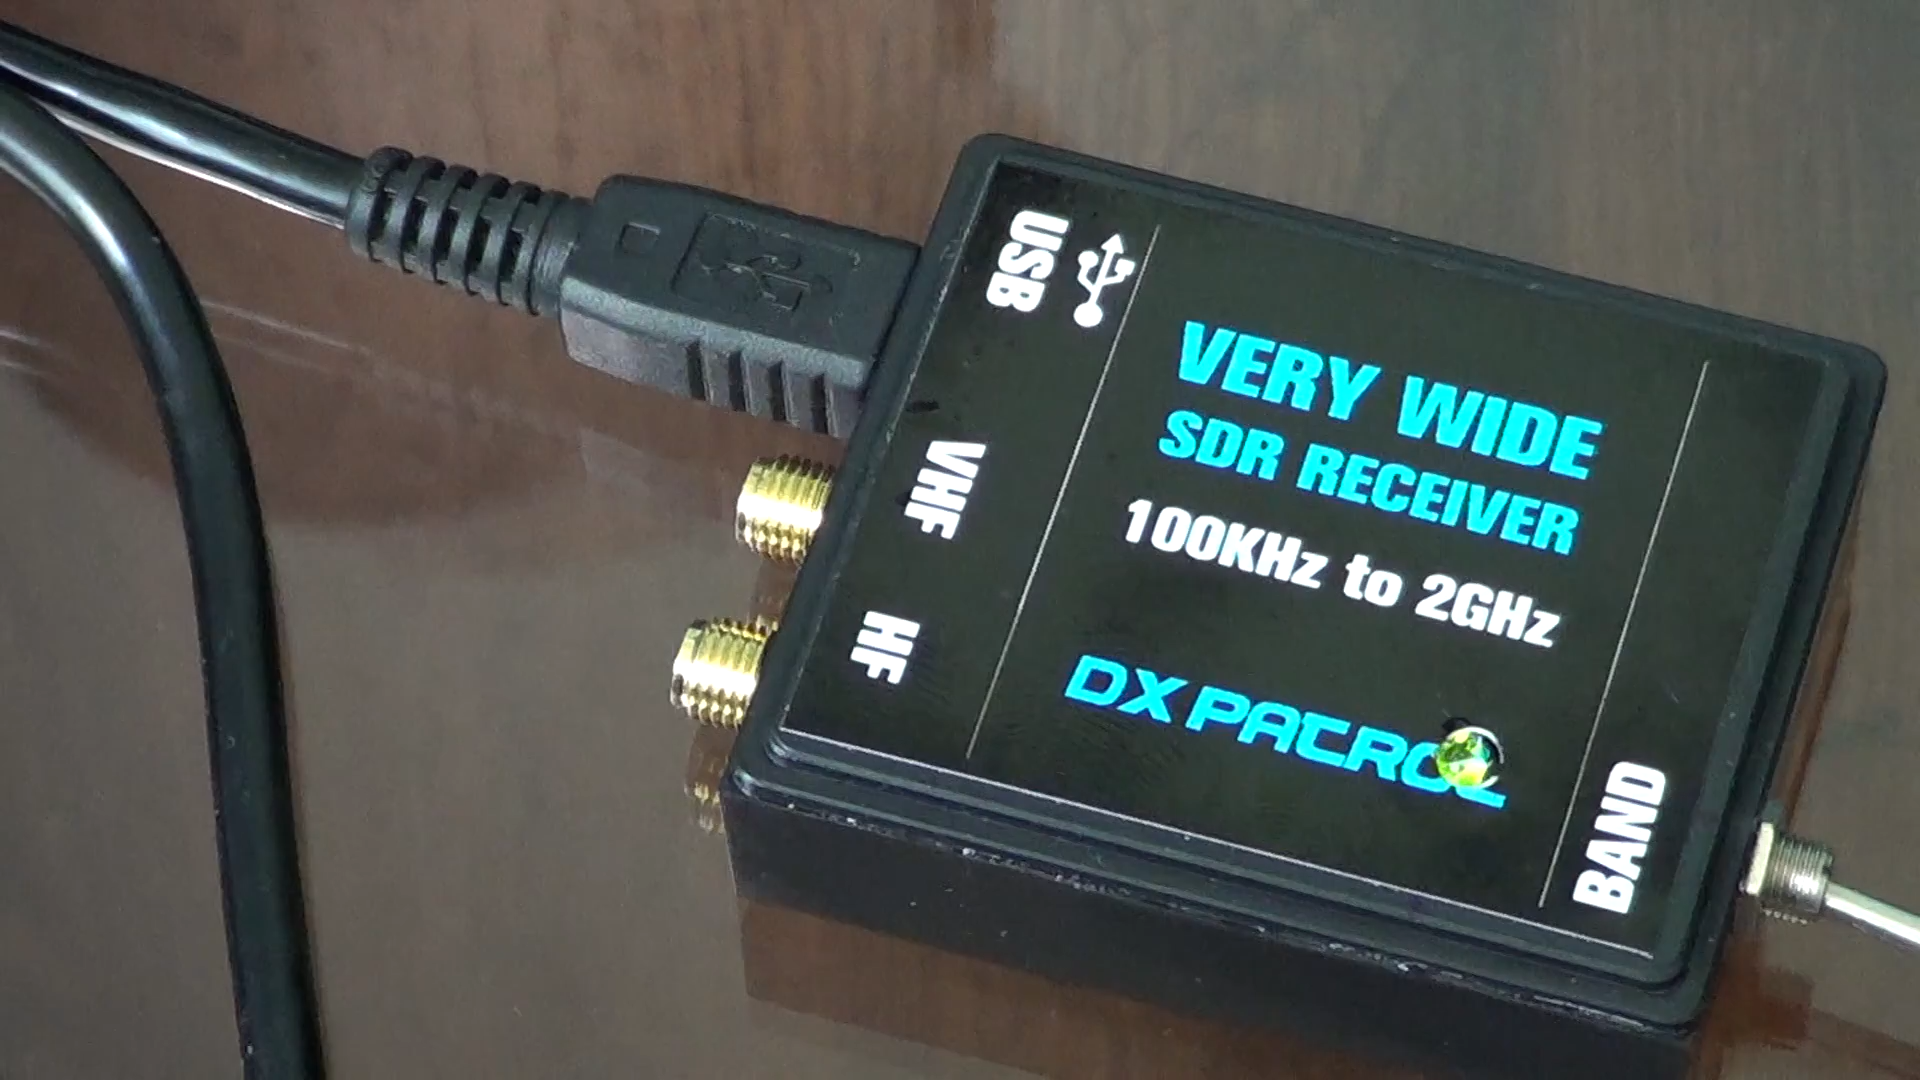 USB
VHF
HF
VERY WIDE
SDR RECEIVER
100KHz to 2GHz
DX PATROL
BAND